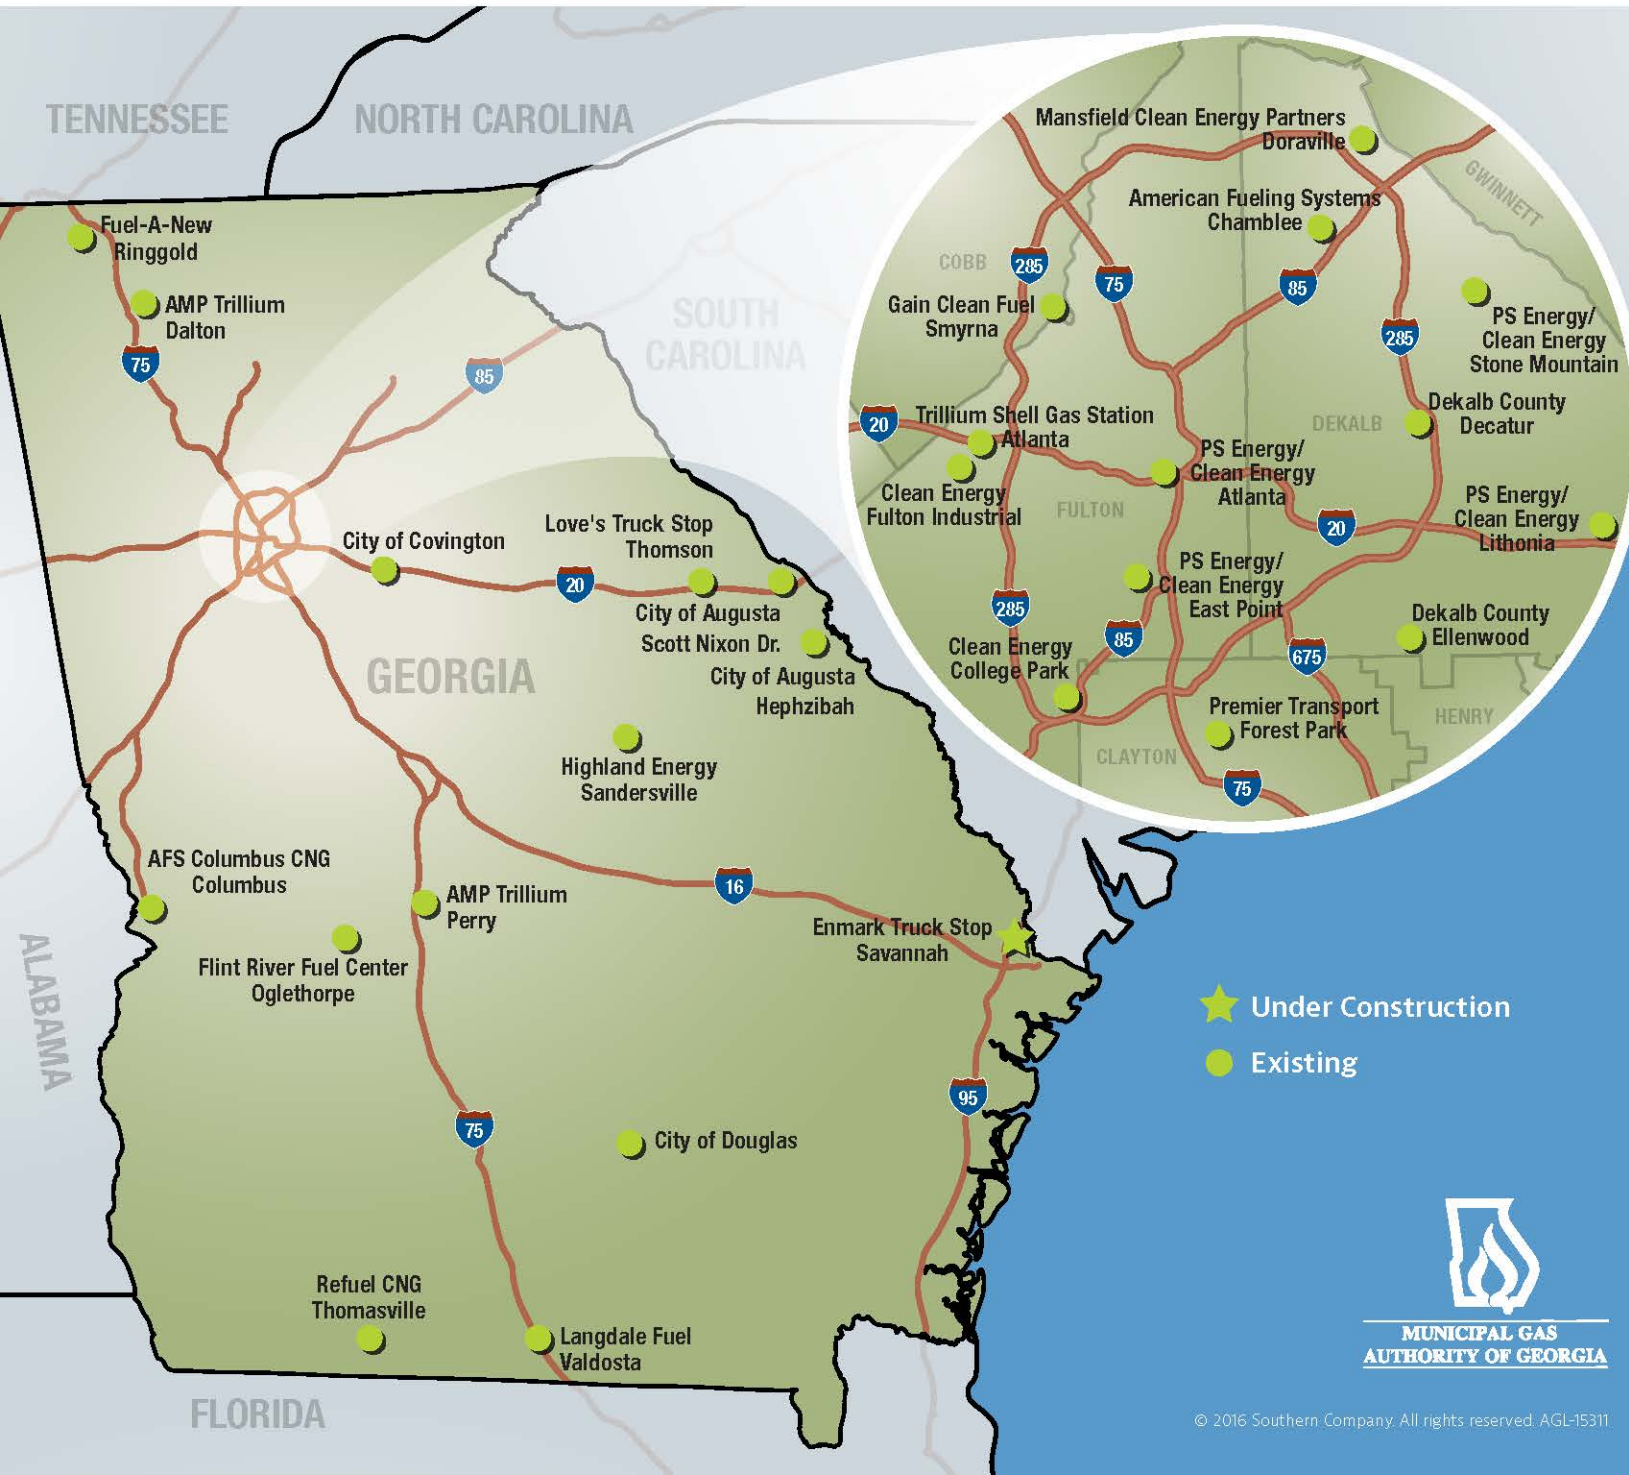 TENNESSEE
NORTH CAROLINA
SOUTH
CAROLINA
GEORGIA
ALABAMA
FLORIDA
Fuel-A-New
Ringgold
AMP Trillium
Dalton
75
85
City of Covington
Love's Truck Stop
Thomson
20
City of Augusta
Scott Nixon Dr.
City of Augusta
Hephzibah
Highland Energy
Sandersville
AFS Columbus CNG
Columbus
AMP Trillium
Perry
16
Flint River Fuel Center
Oglethorpe
Enmark Truck Stop
Savannah
95
75
City of Douglas
Refuel CNG
Thomasville
Langdale Fuel
Valdosta
Mansfield Clean Energy Partners
Doraville
American Fueling Systems
Chamblee
GWINNETT
COBB
285
75
85
Gain Clean Fuel
Smyrna
285
PS Energy/
Clean Energy
Stone Mountain
20
Trillium Shell Gas Station
Atlanta
Dekalb County
Decatur
DEKALB
PS Energy/
Clean Energy
Atlanta
Clean Energy
Fulton Industrial
FULTON
20
PS Energy/
Clean Energy
Lithonia
PS Energy/
Clean Energy
East Point
285
85
Clean Energy
College Park
675
Dekalb County
Ellenwood
Premier Transport
Forest Park
HENRY
CLAYTON
75
Under Construction
Existing
MUNICIPAL GAS
AUTHORITY OF GEORGIA
© 2016 Southern Company. All rights reserved. AGL-15311